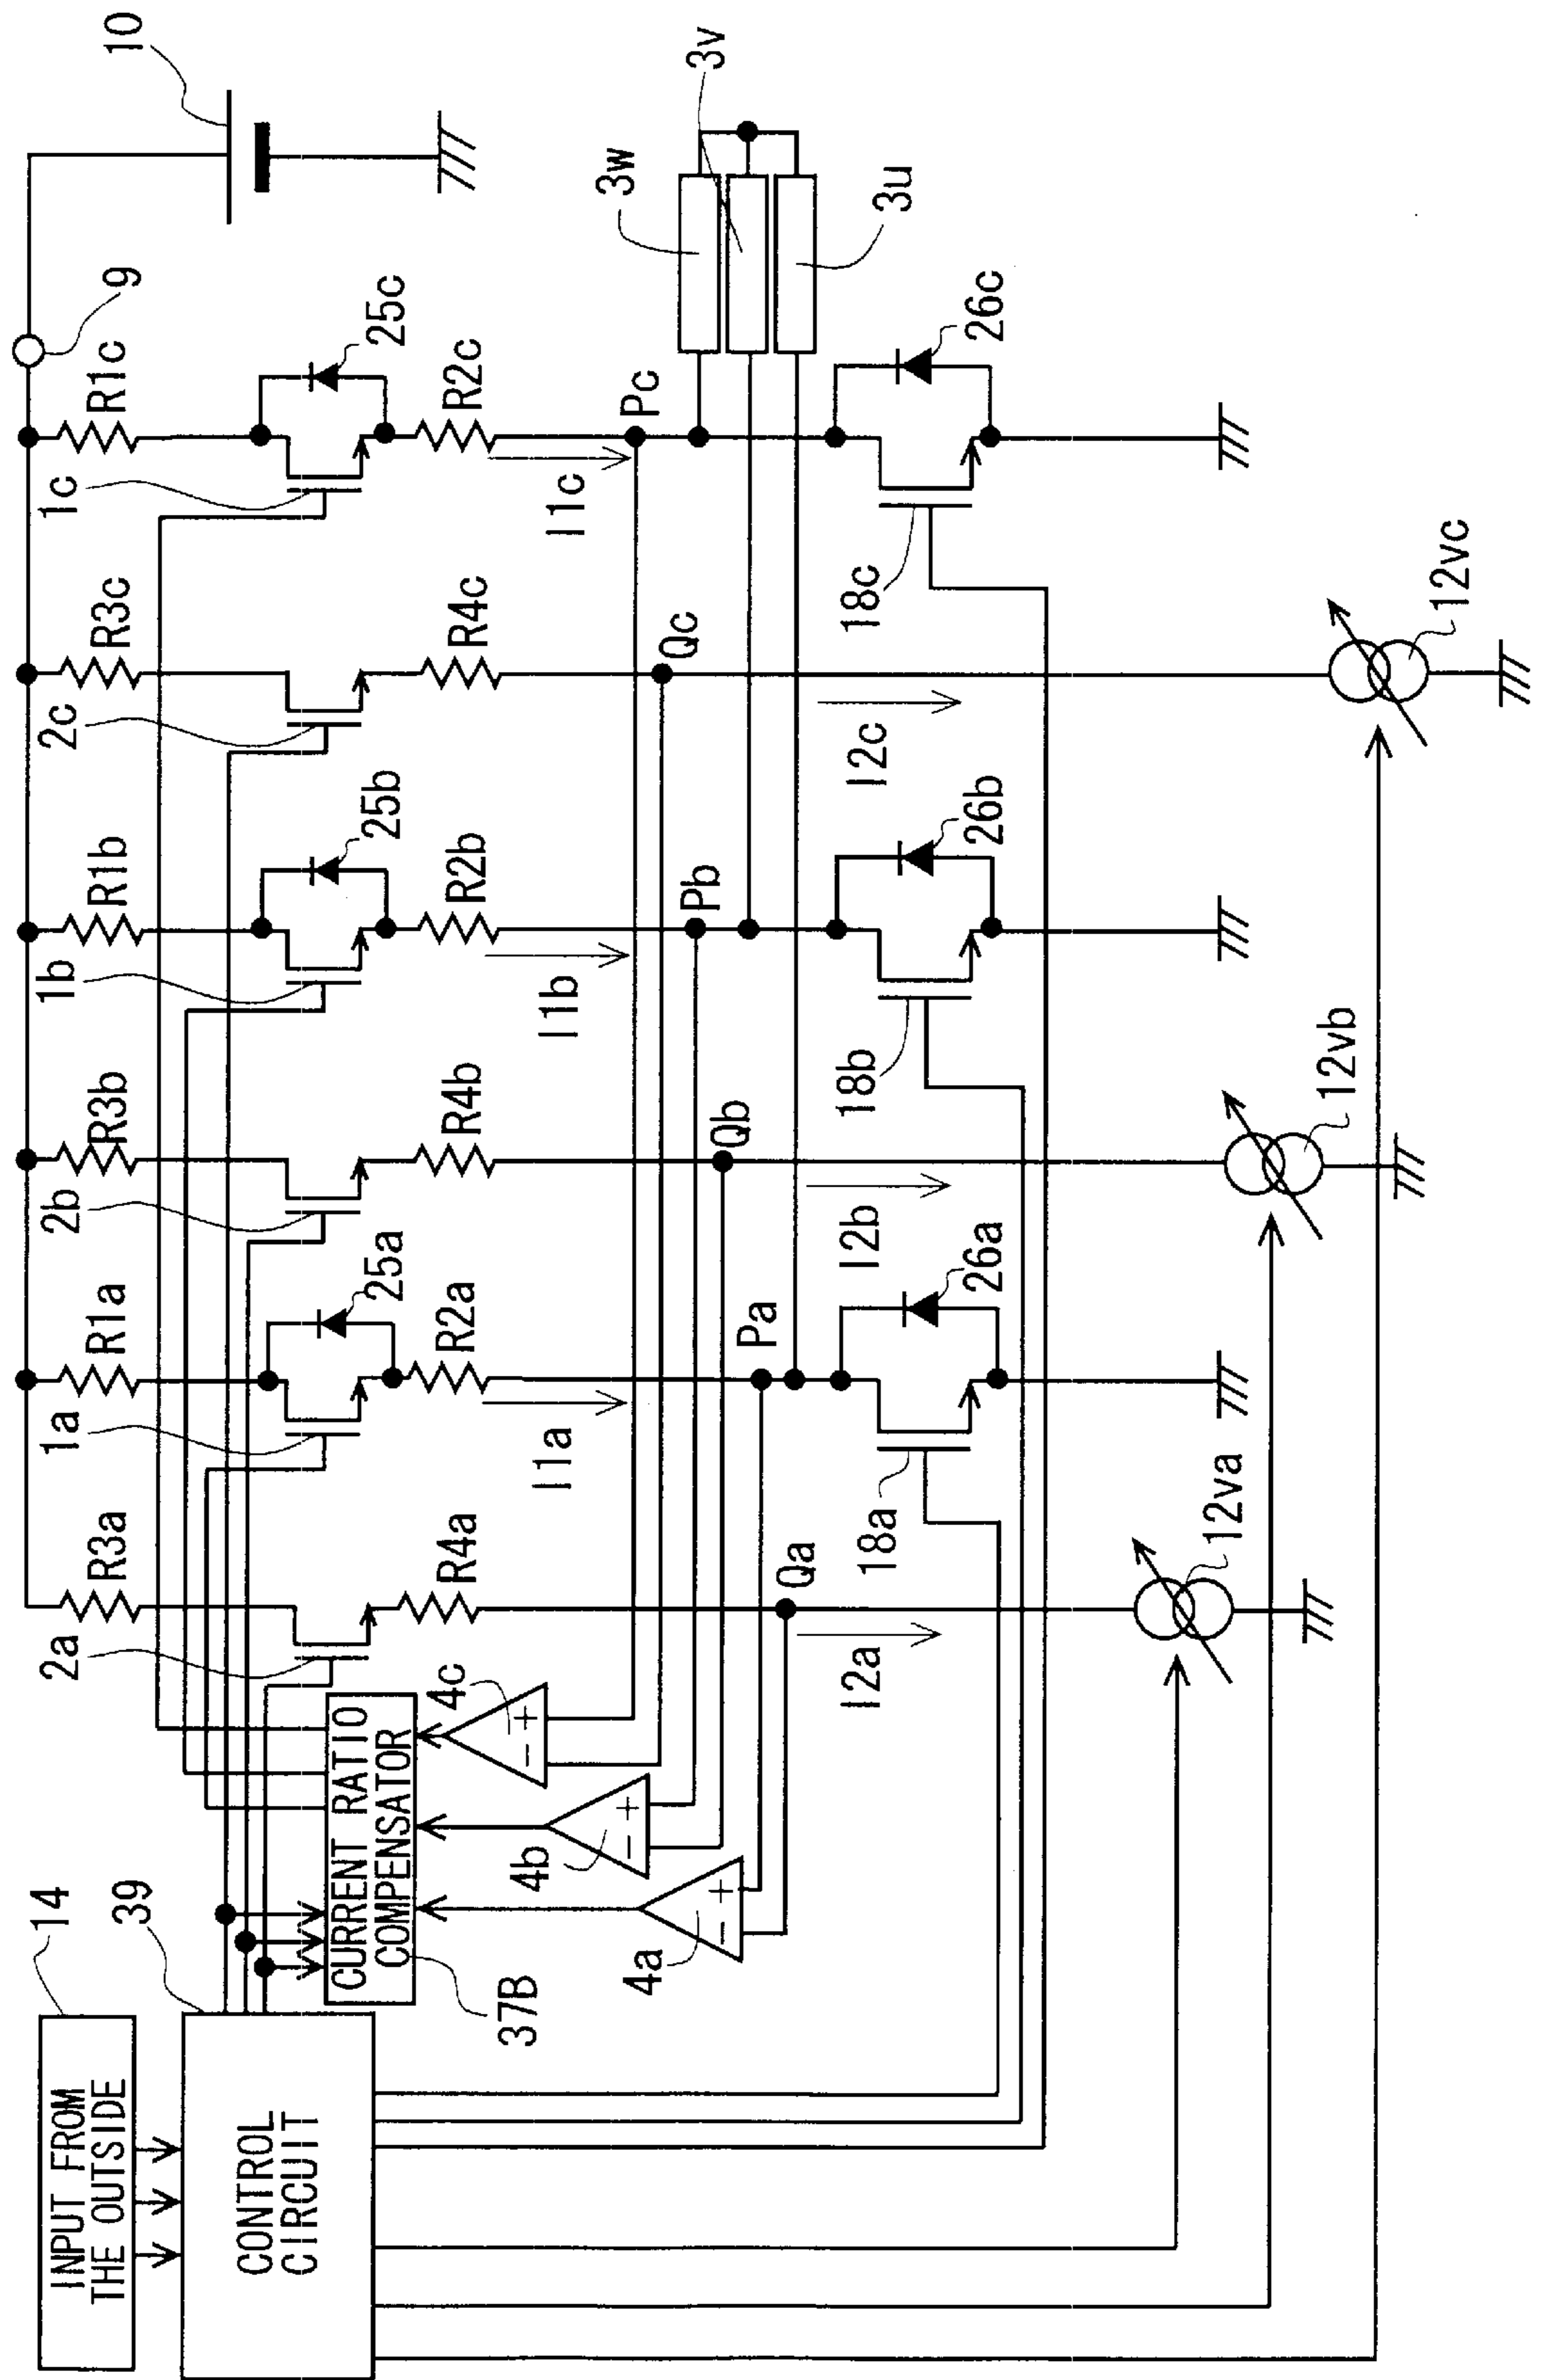 10
9
14
INPUT FROM
THE OUTSIDE
39
CONTROL
CIRCUIT
CURRENT RATIO
COMPENSATOR
37B
R3a
R1a
R3b
R1b
R3c
R1c
2a
1a
2b
1b
2c
1c
25a
25b
25c
R4a
R2a
R4b
R2b
R4c
R2c
I1a
I1b
I1c
4c
- +
4b
- +
4a
- +
Qa
Pa
Qb
Pb
Qc
Pc
3w
3v
3u
I2a
I2b
I2c
18a
18b
18c
26a
26b
26c
12va
12vb
12vc